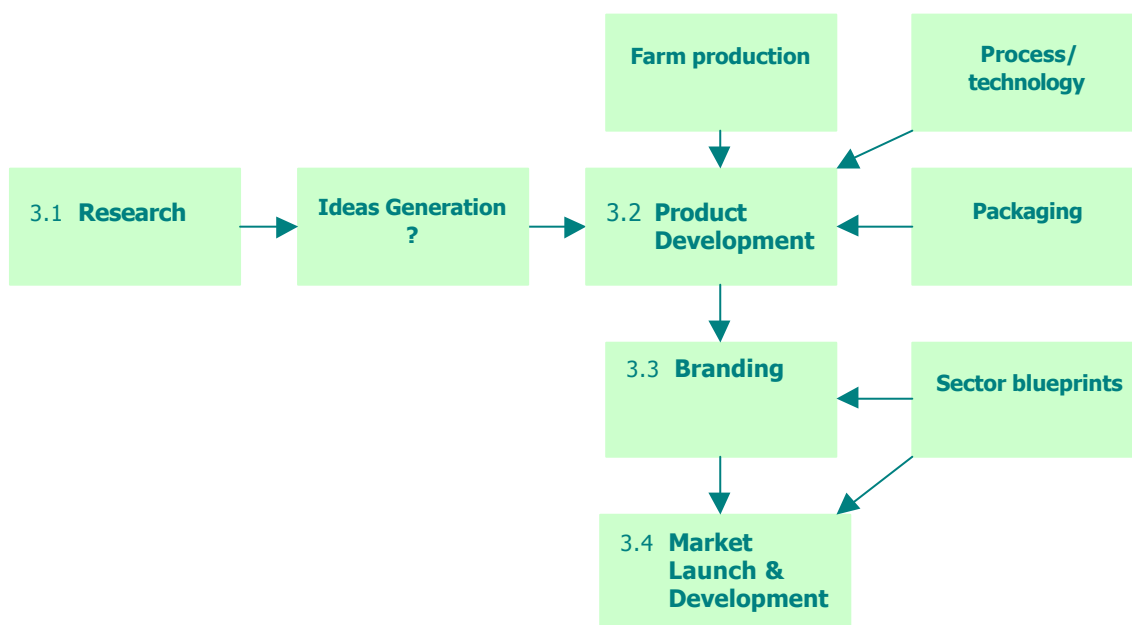 Farm production
Process/
technology
3.1 Research
Ideas Generation
?
3.2 Product
Development
Packaging
3.3 Branding
Sector blueprints
3.4 Market
Launch &
Development